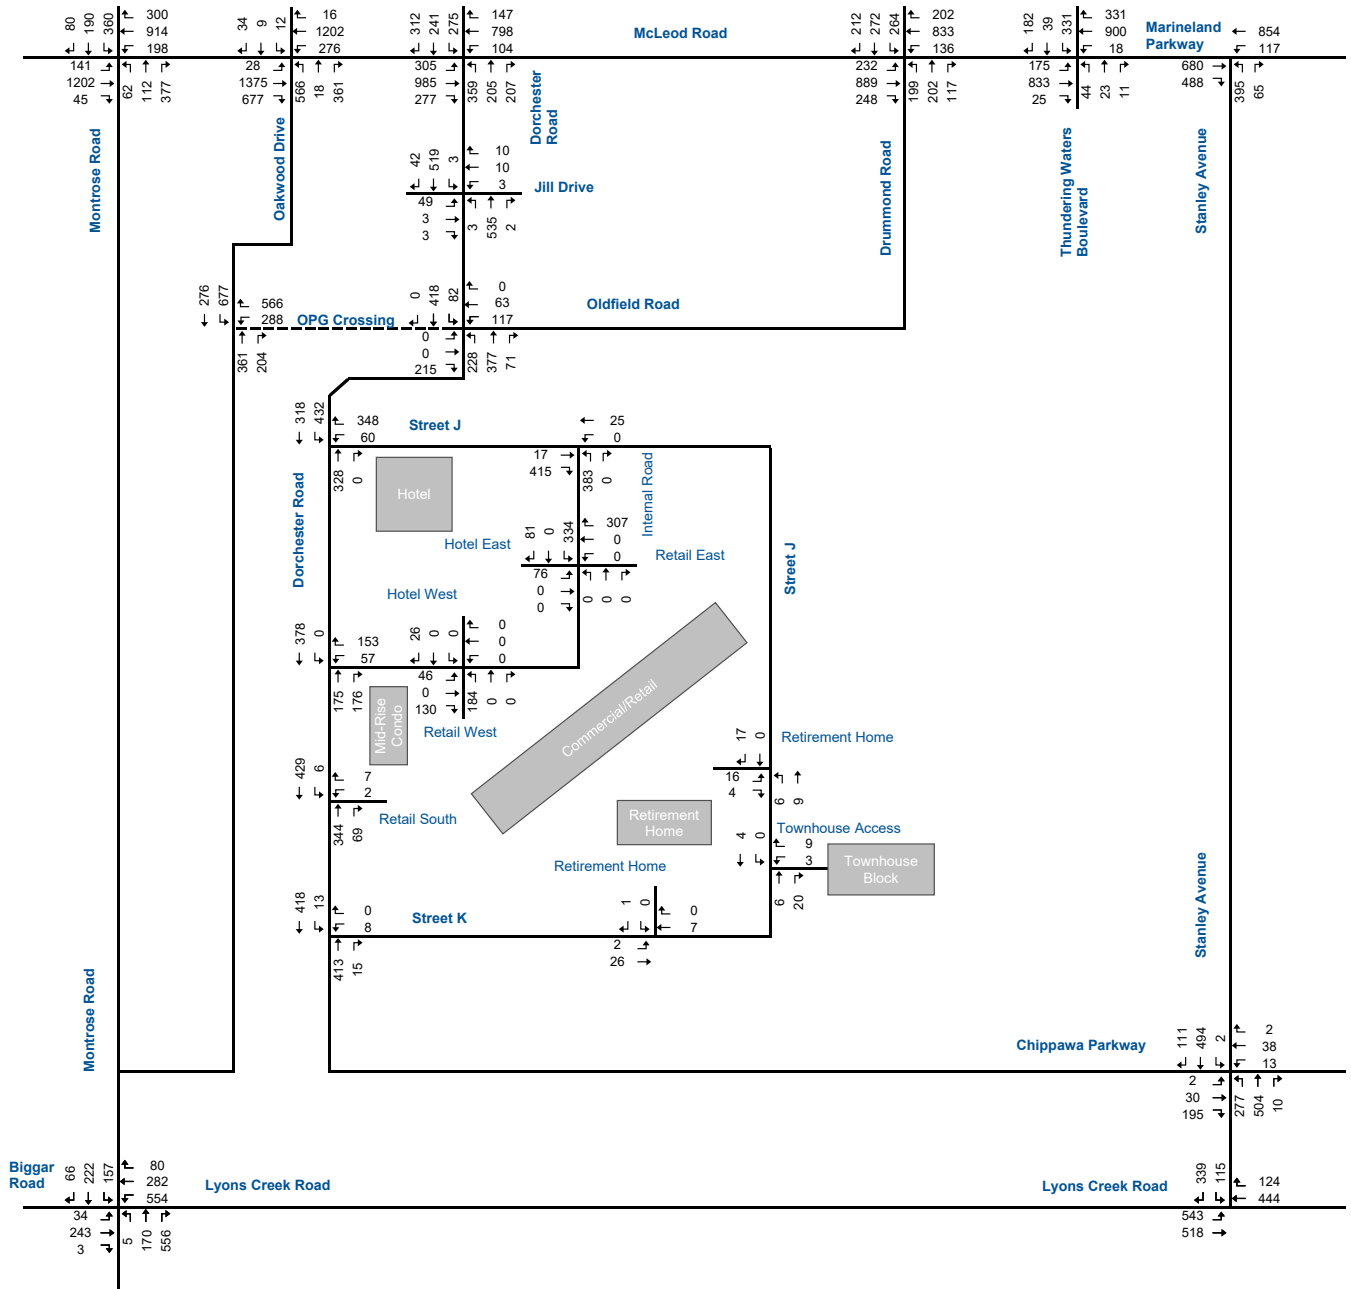 80 190 360
300
914
198
141
1202
45
62 112 377
34 9 12
16
1202
276
28
1375
677
566 18 361
312 241 275
147
798
104
305
985
277
359 205 207
McLeod Road
212 272 264
202
833
136
232
889
248
199 202 117
182 39 331
331
900
18
175
833
25
44 23 11
Marineland
Parkway
854
117
680
488
395 65
Montrose Road
Oakwood Drive
Dorchester
Road
Drummond Road
Thundering Waters
Boulevard
Stanley Avenue
42 519 3
10
10
3
Jill Drive
49
3
3
3 535 2
276 677
566
288
361 204
OPG Crossing
0 418 82
0
63
117
Oldfield Road
0
0
215
228 377 71
318 432
348
60
328 0
Street J
25
0
17
415
383 0
Hotel
Internal Road
Dorchester Road
Hotel East
81 0 334
307
0
0
Retail East
76
0
0
0 0 0
Street J
Hotel West
378 0
153
57
175 176
26 0 0
0
0
0
46
0
130
184 0 0
Mid-Rise
Condo
Retail West
Commercial/Retail
17 0
Retirement Home
16
4
6 9
429 6
7
2
344 69
Retail South
Retirement
Home
Townhouse Access
4 0
9
3
6 20
Townhouse
Block
Retirement Home
418 13
0
8
413 15
Street K
1 0
0
7
2
26
Stanley Avenue
Montrose Road
Chippawa Parkway
111 494 2
2
38
13
2
30
195
277 504 10
Biggar
Road
66 222 157
80
282
554
34
243
3
5 170 556
Lyons Creek Road
Lyons Creek Road
339 115
124
444
543
518